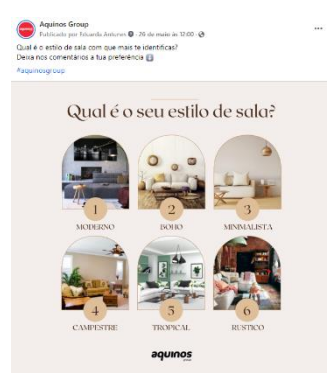 Aquinos Group
Publicado por Eduarda Antunes · 26 de maio às 12:00 ·
Qual é o estilo de sala com que mais te identificas?
Deixa nos comentários a tua preferência
#aquinosgroup
Qual é o seu estilo de sala?
1
MODERNO
2
BOHO
3
MINIMALISTA
4
CAMPESTRE
5
TROPICAL
6
RÚSTICO
aquinos